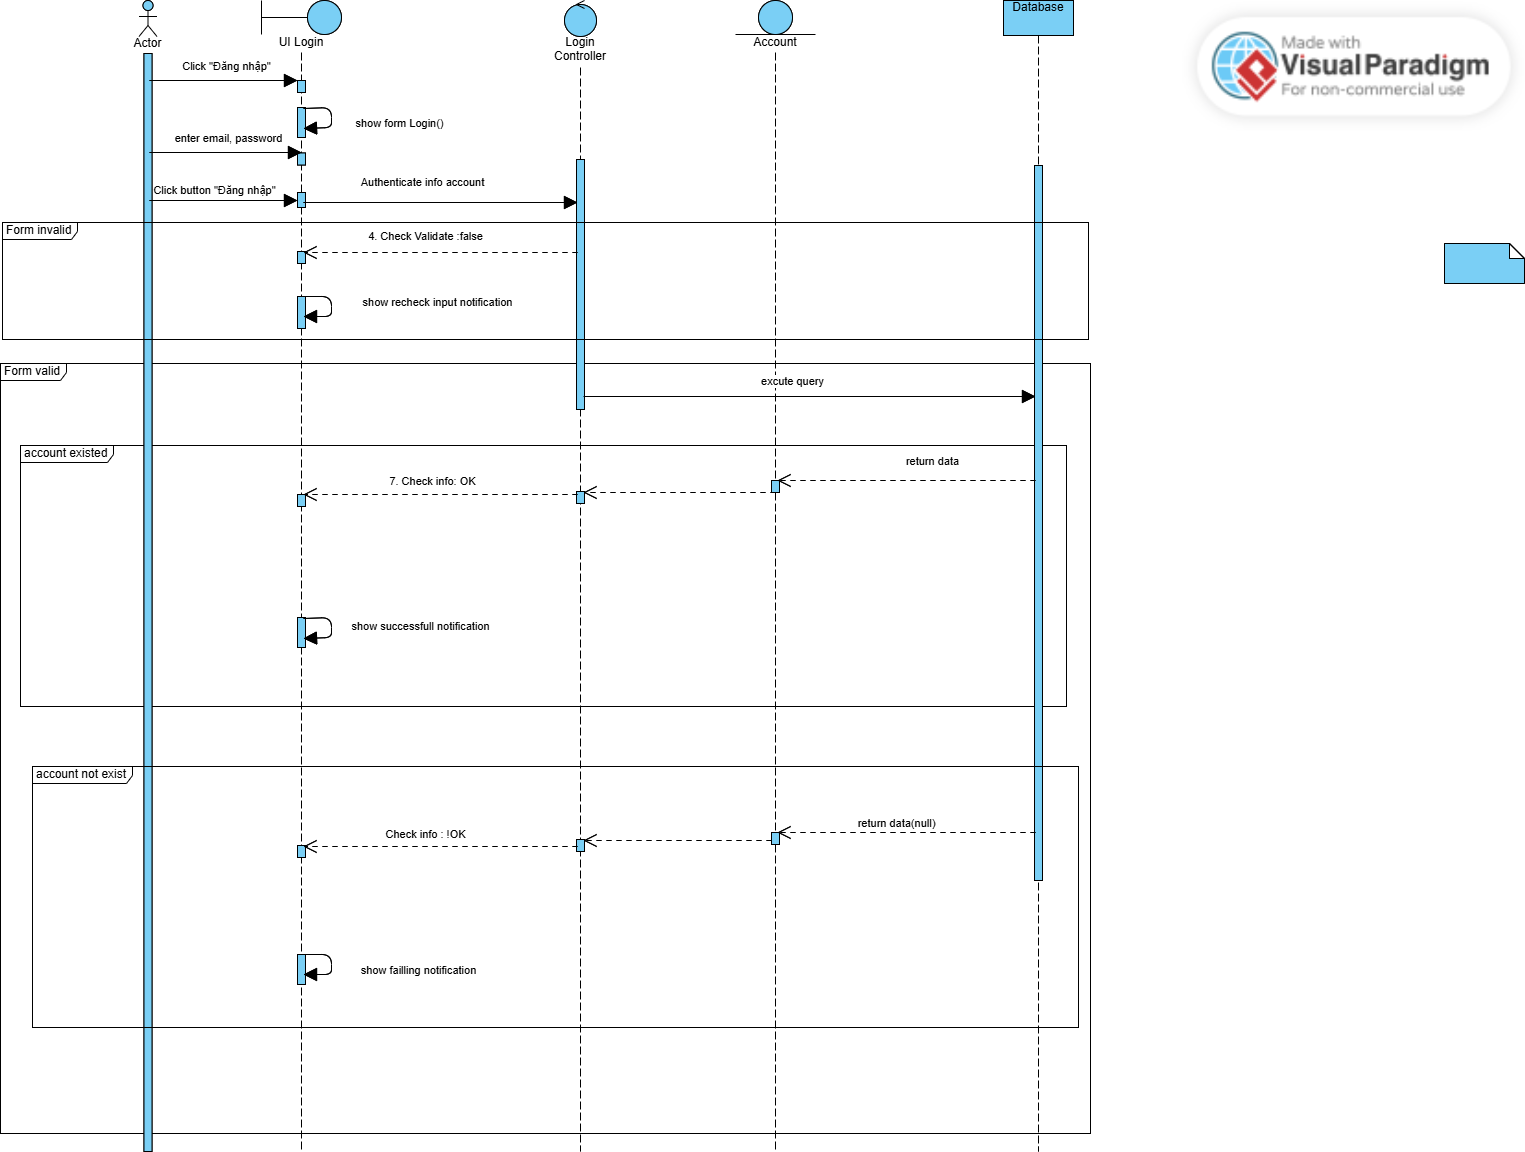 Actor
UI Login
Login
Controller
Account
Database
Made with
Visual Paradigm
For non-commercial use
Click "Đăng nhập"
show form Login()
enter email, password
Click button "Đăng nhập"
Authenticate info account
Form invalid
4. Check Validate :false
show recheck input notification
Form valid
excute query
account existed
return data
7. Check info: OK
show successfull notification
account not exist
return data(null)
Check info : !OK
show failling notification